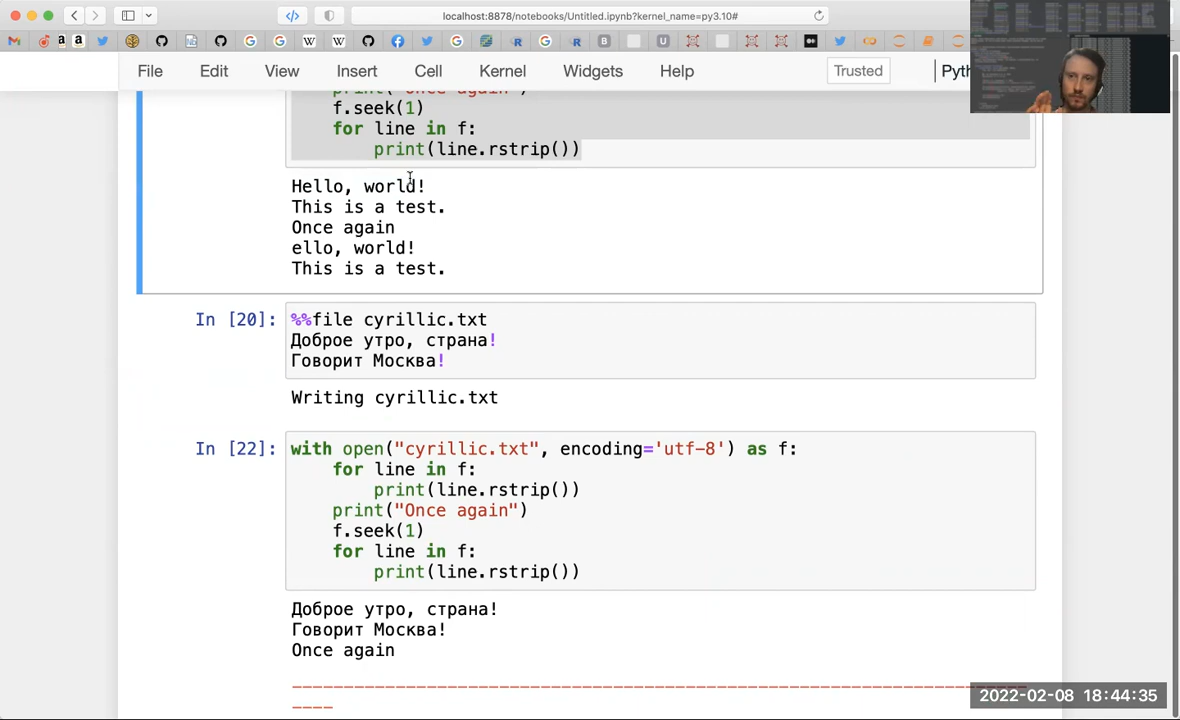 localhost:8878/notebooks/Untitled.ipynb?kernel_name=py3.10#
File Edit View Insert Cell Kernel Widgets Help Trusted Pyth
print("Once again")
f.seek(1)
for line in f:
print(line.rstrip())
Hello, world!
This is a test.
Once again
ello, world!
This is a test.
In [20]:
%%file cyrillic.txt
Доброе утро, страна!
Говорит Москва!
Writing cyrillic.txt
In [22]:
with open("cyrillic.txt", encoding='utf-8') as f:
for line in f:
print(line.rstrip())
print("Once again")
f.seek(1)
for line in f:
print(line.rstrip())
Доброе утро, страна!
Говорит Москва!
Once again
---------------------------------------------------------------------------
2022-02-08 18:44:35